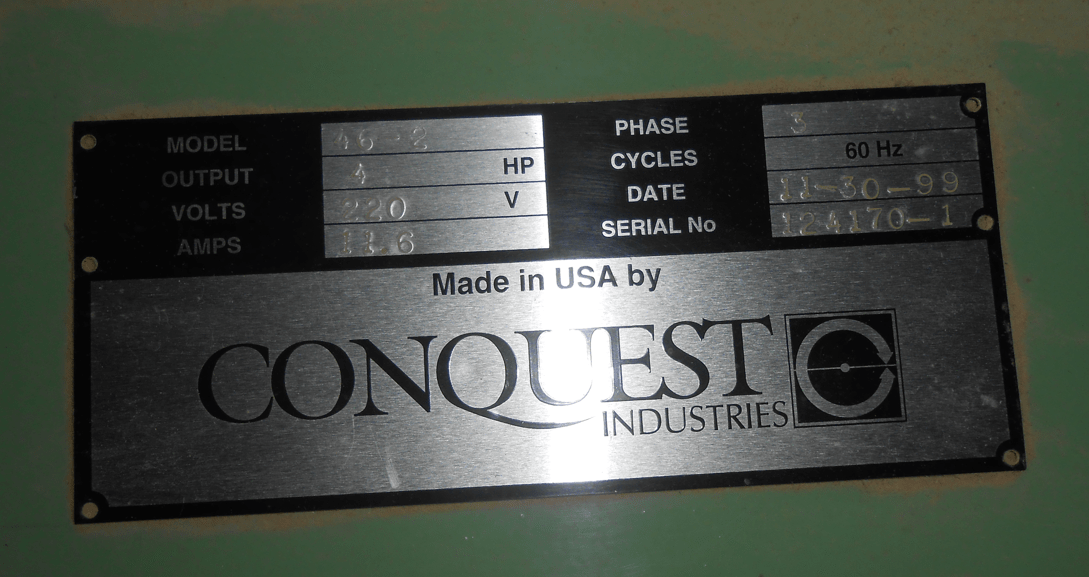 MODEL 46-2
OUTPUT 4 HP
VOLTS 220 V
AMPS 11.6
PHASE 3
CYCLES 60 Hz
DATE 11-30-99
SERIAL No 124170-1
Made in USA by
CONQUEST
INDUSTRIES